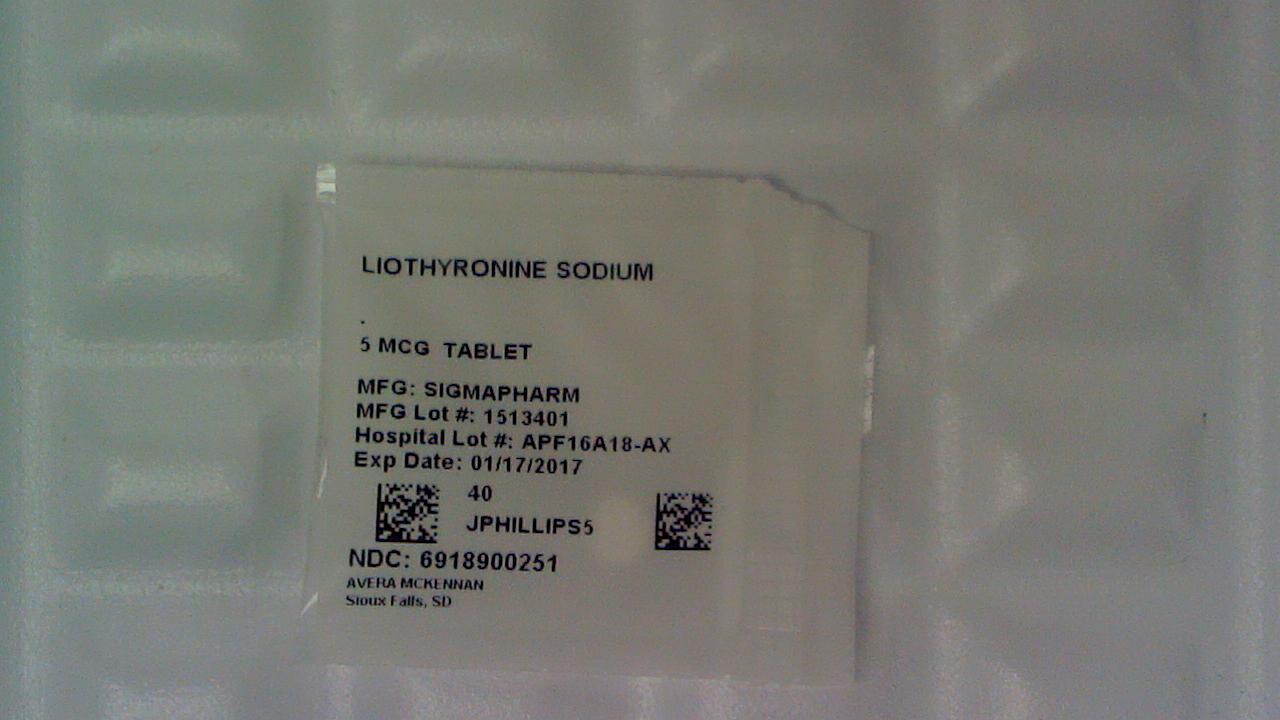 LIOTHYRONINE SODIUM
.
5 MCG TABLET
MFG: SIGMAPHARM
MFG Lot #: 1513401
Hospital Lot #: APF16A18-AX
Exp Date: 01/17/2017
40
JPHILLIPS5
NDC: 6918900251
AVERA MCKENNAN
Sioux Falls, SD